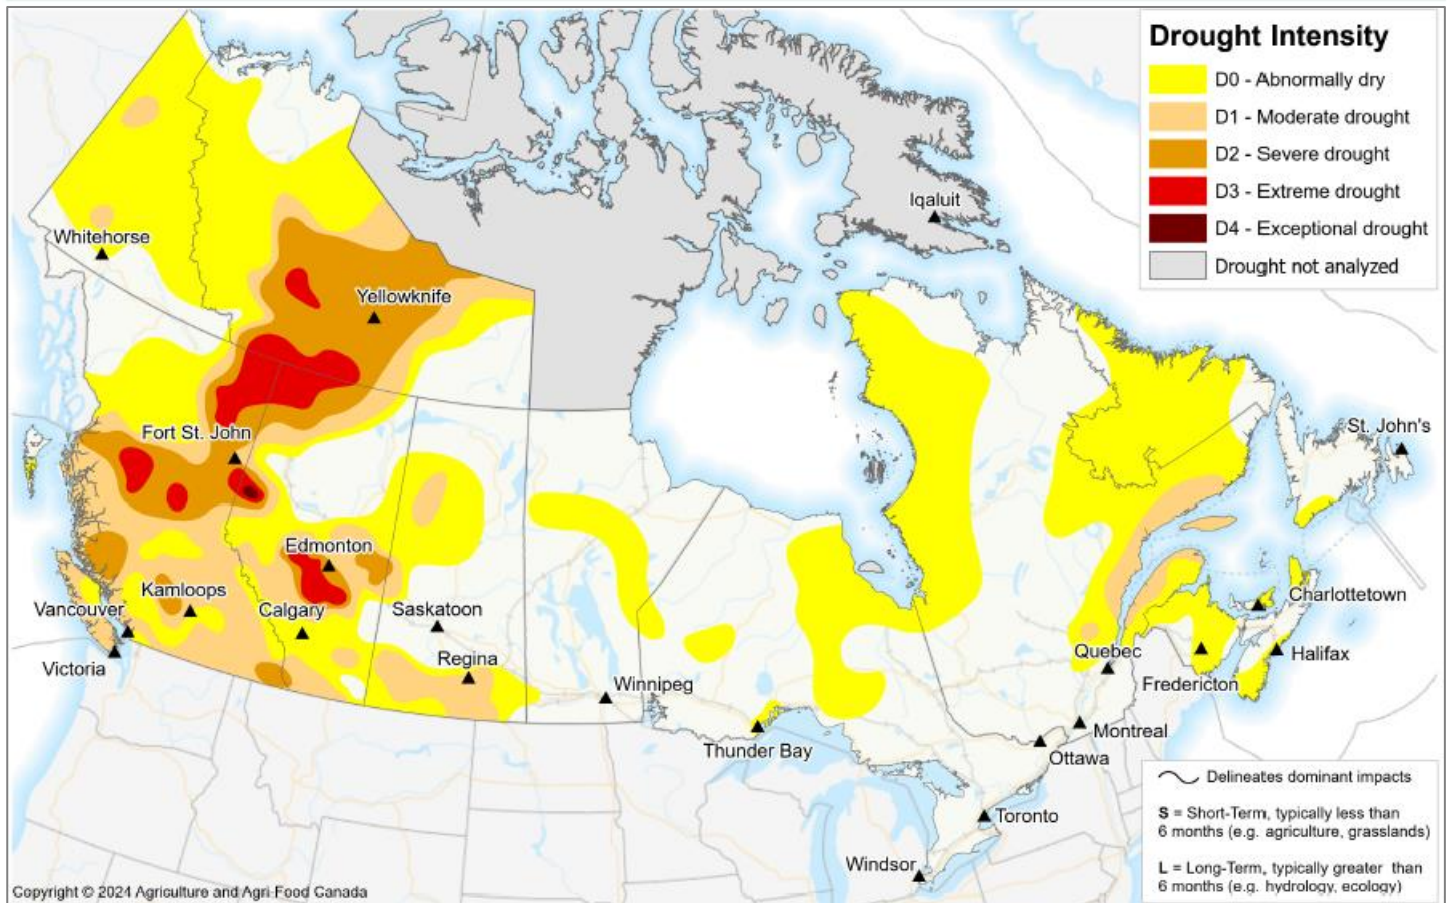 Drought Intensity
D0 - Abnormally dry
D1 - Moderate drought
D2 - Severe drought
D3 - Extreme drought
D4 - Exceptional drought
Drought not analyzed
Iqaluit
Whitehorse
Yellowknife
Fort St. John
St. John's
Edmonton
Kamloops
Vancouver
Calgary
Saskatoon
Charlottetown
Victoria
Regina
Quebec
Halifax
Winnipeg
Fredericton
Thunder Bay
Montreal
Ottawa
Toronto
Windsor
Delineates dominant impacts
S = Short-Term, typically less than
6 months (e.g. agriculture, grasslands)
L = Long-Term, typically greater than
6 months (e.g. hydrology, ecology)
Copyright © 2024 Agriculture and Agri-Food Canada